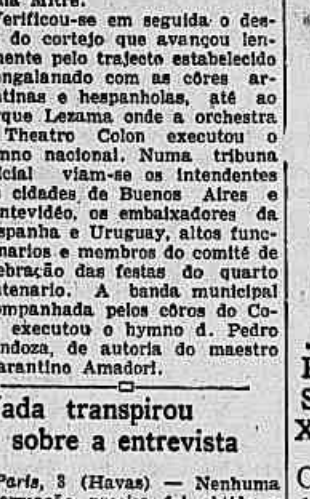 Mitre.
Verificou-se em seguida o des-
do cortejo que avançou len-
mente pelo trajecto estabelecido
engalanado com as côres ar-
tinas e hespanholas, até ao
rque Lezama onde a orchestra
Theatro Colon executou o
mno nacional. Numa tribuna
icial viam-se os intendentes
cidades de Buenos Aires e
ntevidéo, os embaixadores da
spanha e Uruguay, altos func-
narios e membros do comité de
ebração das festas do quarto
tenario. A banda municipal
ompanhada pelos côros do Co-
executou o hymno d. Pedro
ndoza, de autoria do maestro
arantino Amadori.
Nada transpirou
sobre a entrevista
Paris, 3 (Havas) — Nenhuma